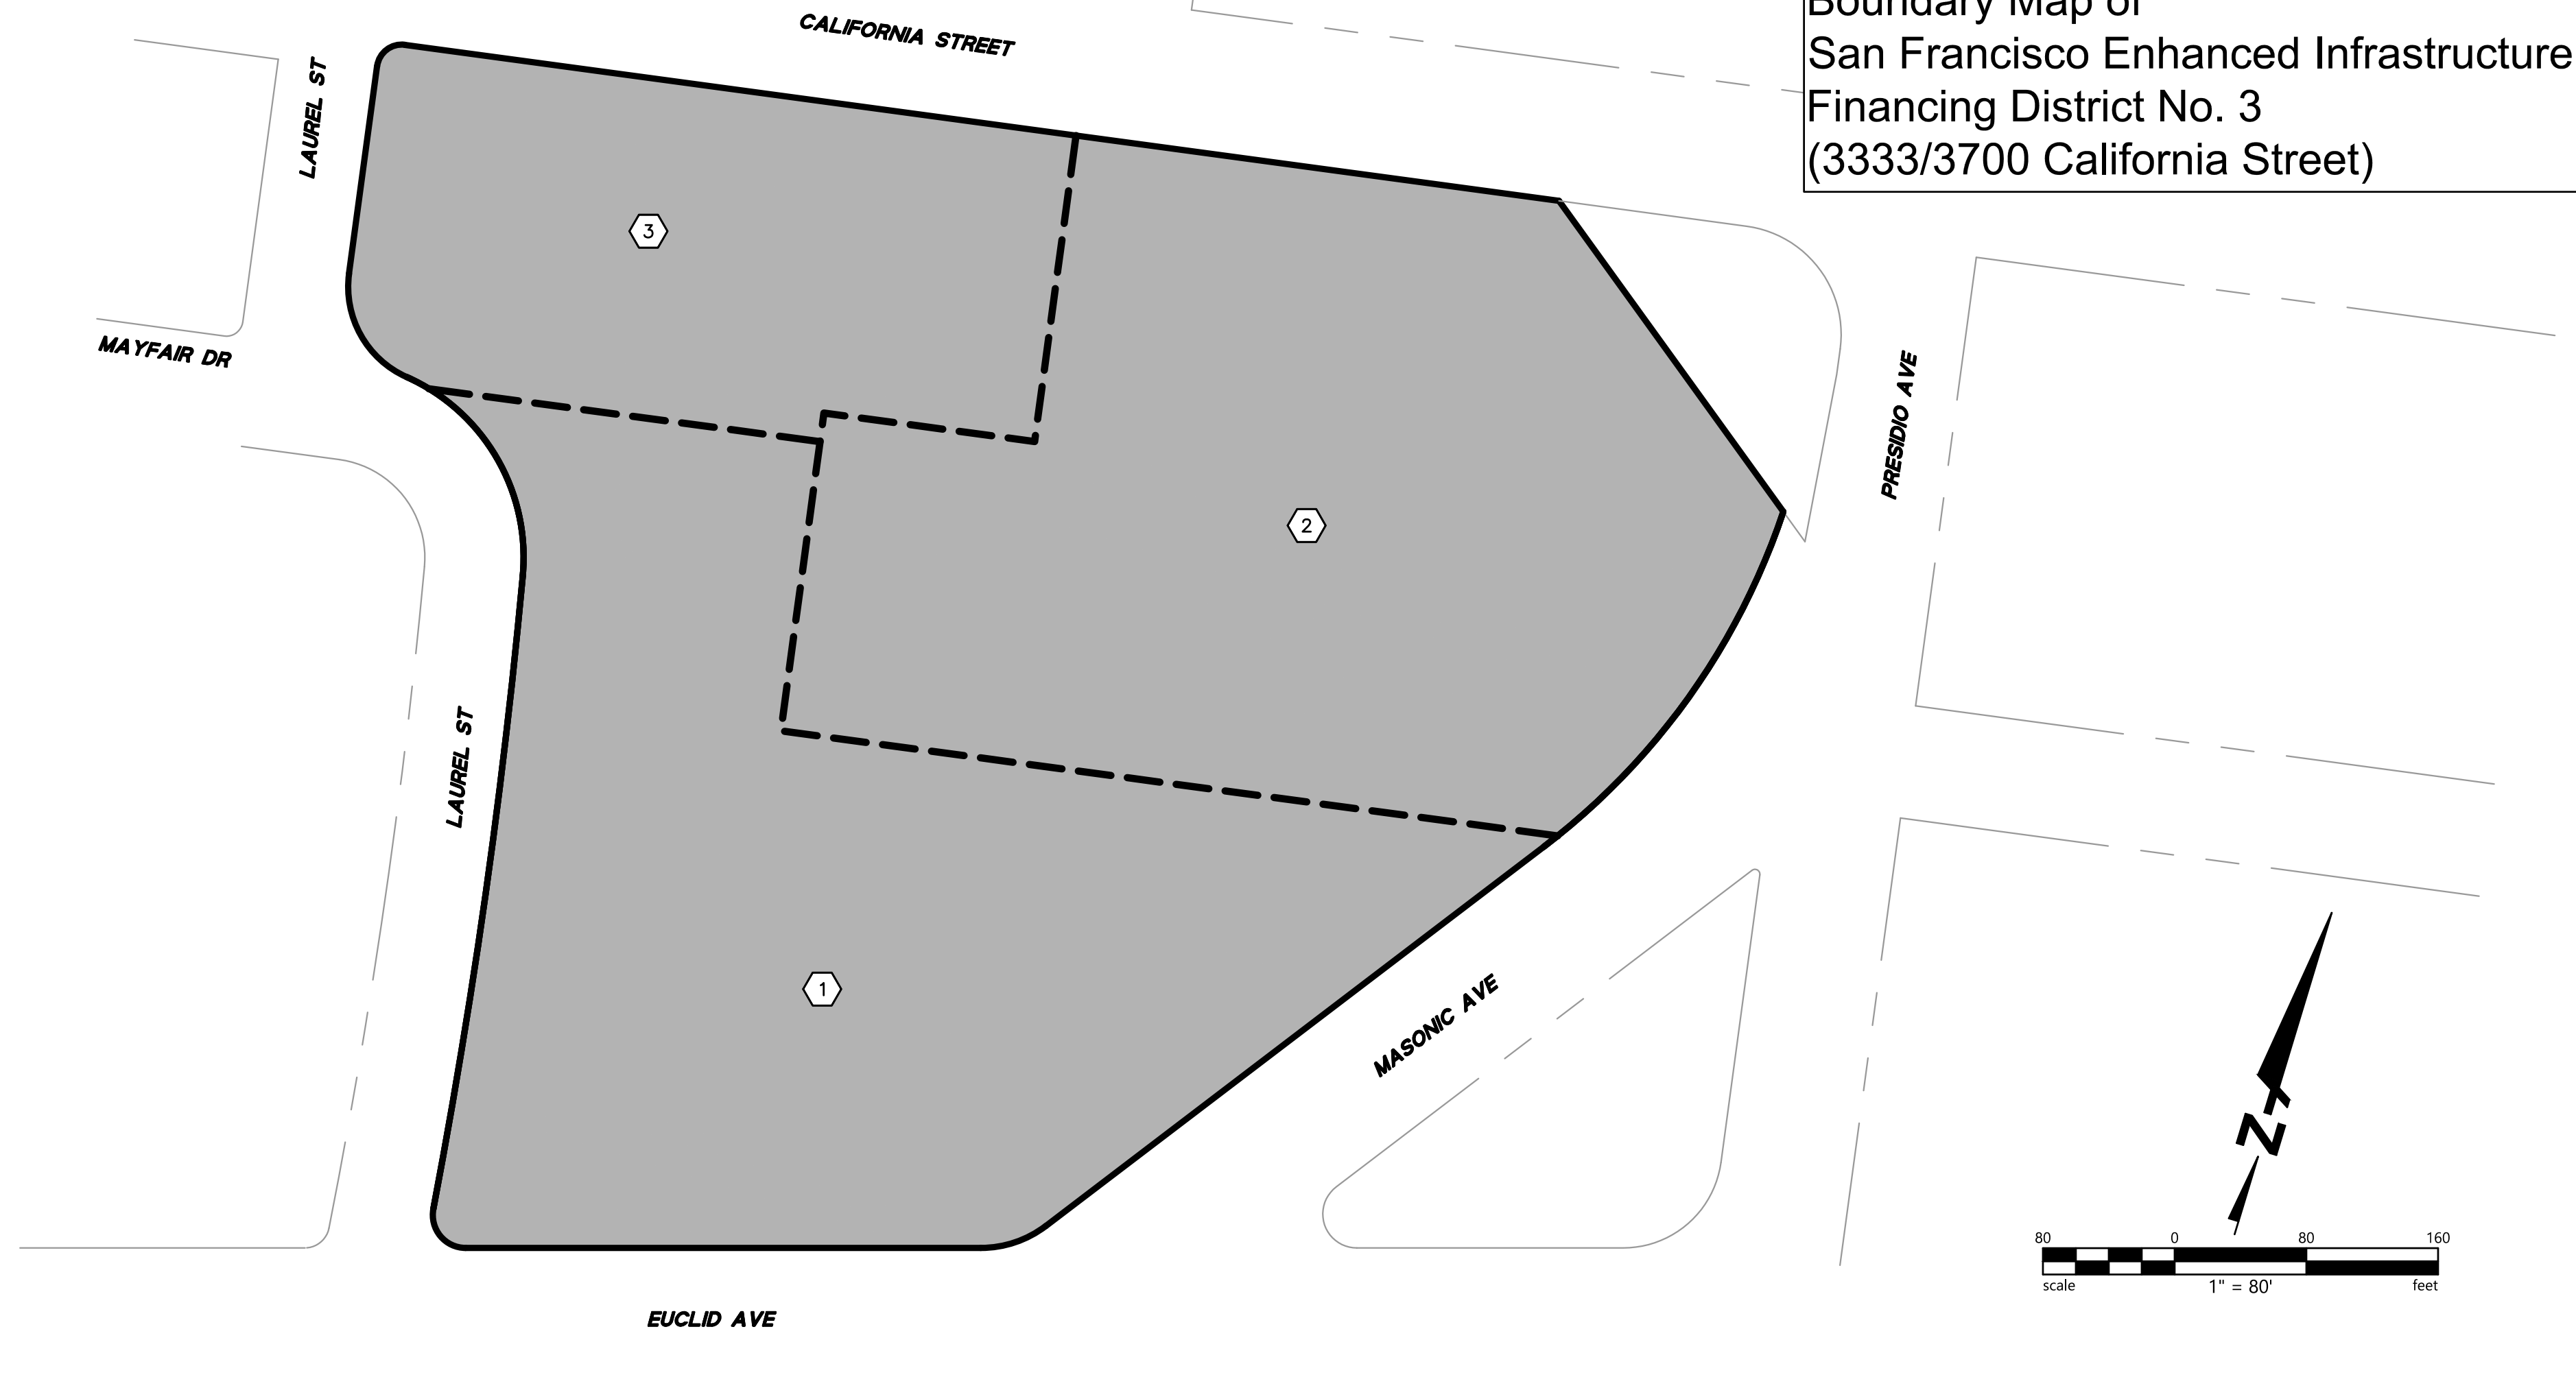 Boundary Map of
San Francisco Enhanced Infrastructure
Financing District No. 3
(3333/3700 California Street)
CALIFORNIA STREET
LAUREL ST
3
MAYFAIR DR
PRESIDIO AVE
2
LAUREL ST
1
MASONIC AVE
N
80 0 80 160
scale 1" = 80' feet
EUCLID AVE